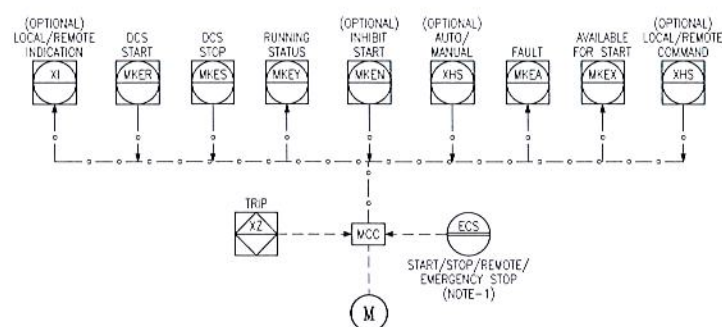 (OPTIONAL)
LOCAL/REMOTE
INDICATION
DCS
START
DCS
STOP
RUNNING
STATUS
(OPTIONAL)
INHIBIT
START
(OPTIONAL)
AUTO/
MANUAL
FAULT
AVAILABLE
FOR START
(OPTIONAL)
LOCAL/REMOTE
COMMAND
XI
MKER
MKES
MKEY
MKEN
XHS
MKEA
MKEX
XHS
TRIP
XZ
MCC
ECS
START/STOP/REMOTE/
EMERGENCY STOP
(NOTE-1)
M